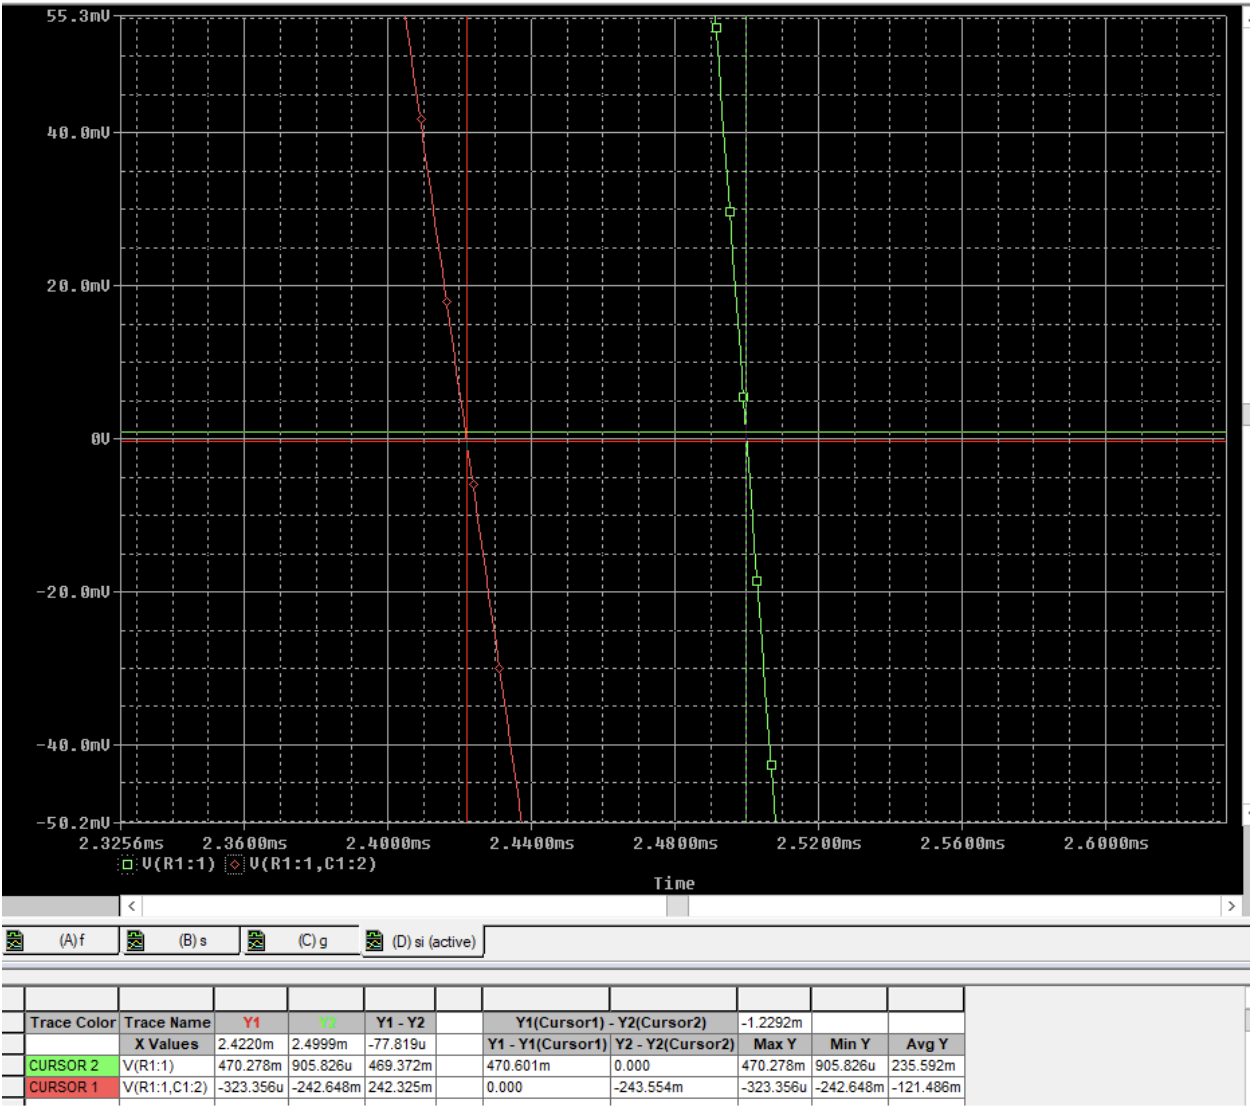 55.3mV
40.0mV
20.0mV
0V
-20.0mV
-40.0mV
-50.2mV
2.3256ms 2.3600ms 2.4000ms 2.4400ms 2.4800ms 2.5200ms 2.5600ms 2.6000ms
V(R1:1) V(R1:1,C1:2)
Time
(A) f (B) s (C) g (D) si (active)
Trace Color Trace Name Y1 Y2 Y1 - Y2 Y1(Cursor1) - Y2(Cursor2) -1.2292m
X Values 2.4220m 2.4999m -77.819u Y1 - Y1(Cursor1) Y2 - Y2(Cursor2) Max Y Min Y Avg Y
CURSOR 2 V(R1:1) 470.278m 905.826u 469.372m 470.601m 0.000 470.278m 905.826u 235.592m
CURSOR 1 V(R1:1,C1:2) -323.356u -242.648m 242.325m 0.000 -243.554m -323.356u -242.648m -121.486m